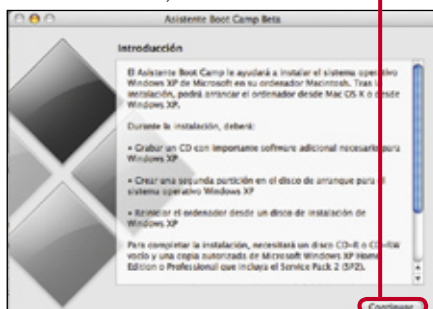 Asistente Boot Camp Beta
Introducción
El Asistente Boot Camp le ayudará a instalar el sistema operativo
Windows XP de Microsoft en su ordenador Macintosh. Tras la
instalación, podrá arrancar el ordenador desde Mac OS X o desde
Windows XP.
Durante la instalación, deberá:
• Grabar un CD con importante software adicional necesario para
Windows XP
• Crear una segunda partición en el disco de arranque para el
sistema operativo Windows XP
• Reiniciar el ordenador desde un disco de instalación de
Windows XP
Para completar la instalación, necesitará un disco CD-R o CD-RW
vacío y una copia autorizada de Microsoft Windows XP Home
Edition o Professional que incluya el Service Pack 2 (SP2).
Continuar